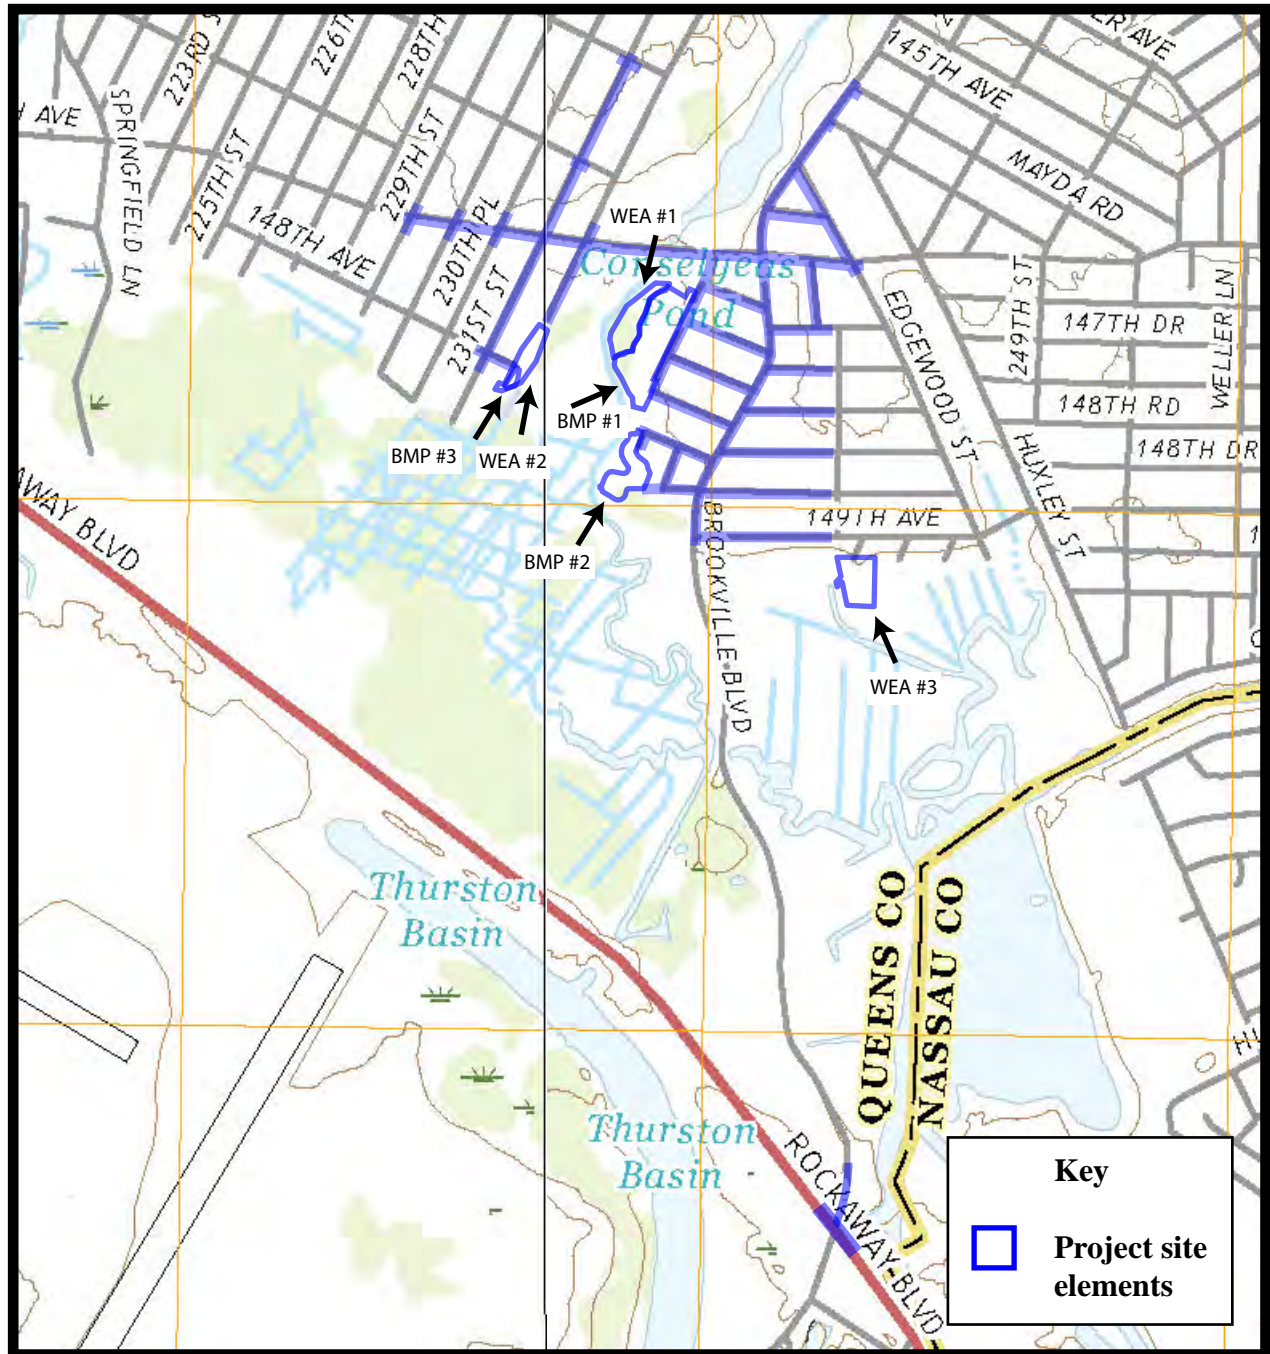 223 RD S
226TH
228TH
229TH ST
225TH ST
148TH AVE
230TH PL
231ST ST
SPRINGFIELD LN
AVE
AVE
145TH AVE
MAYDA RD
WEA #1
Conselyeas
Pond
EDGEWOOD ST
249TH ST
147TH DR
WELLER LN
148TH RD
148TH DR
HUXLEY ST
149TH AVE
BMP #1
BMP #3
WEA #2
BMP #2
WEA #3
BROOKVILLE BLVD
AWAY BLVD
Thurston
Basin
QUEENS CO
NASSAU CO
Thurston
Basin
ROCKAWAY BLVD
Key
Project site
elements